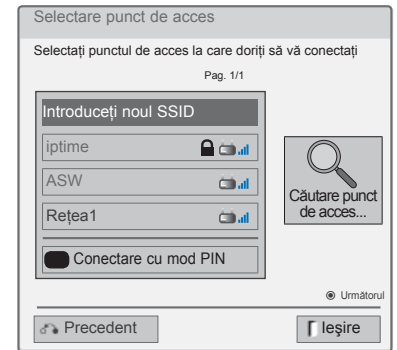 Selectare punct de acces
Selectați punctul de acces la care doriți să vă conectați
Pag. 1/1
Introduceți noul SSID
iptime
ASW
Rețea1
Conectare cu mod PIN
Căutare punct
de acces...
Următorul
Precedent
Ieșire